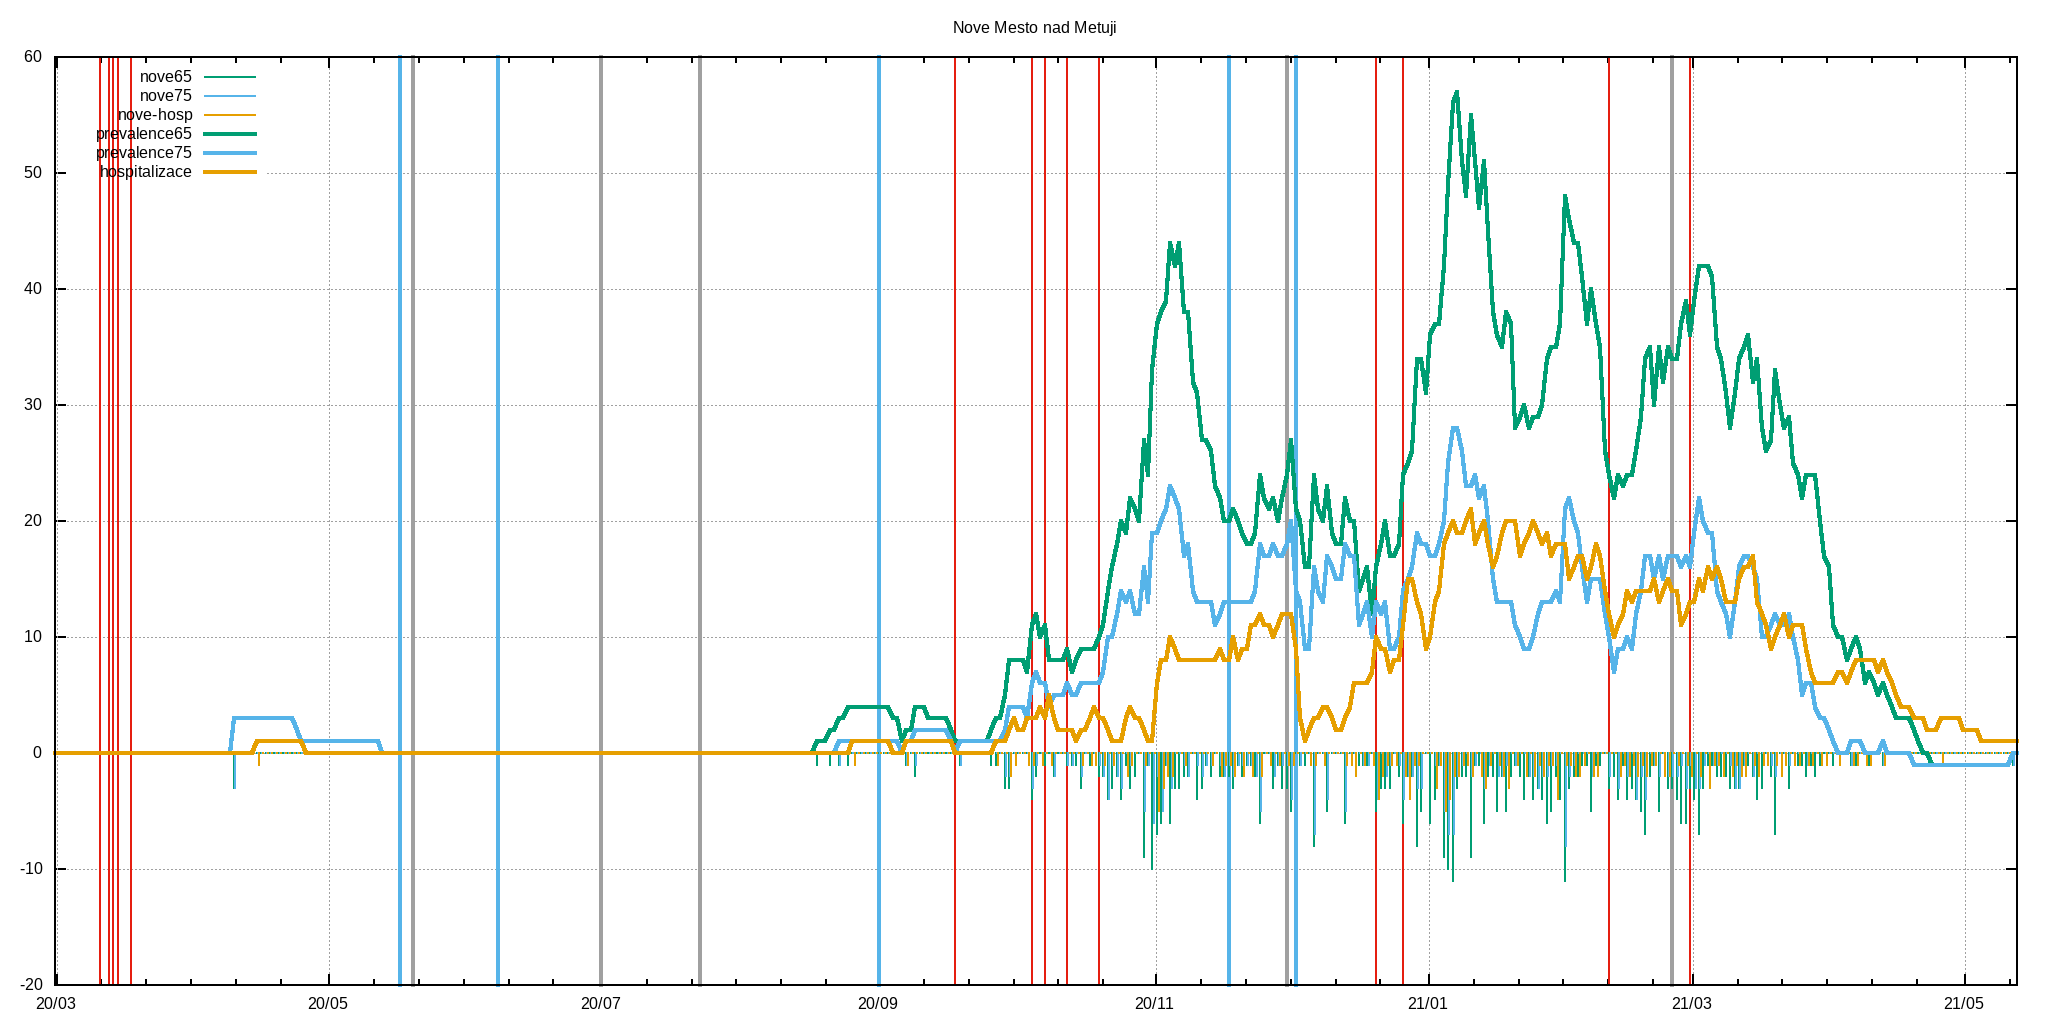 Nove Mesto nad Metuji
60
50
40
30
20
10
0
-10
-20
nove65
nove75
nove-hosp
prevalence65
prevalence75
hospitalizace
20/03 20/05 20/07 20/09 20/11 21/01 21/03 21/05